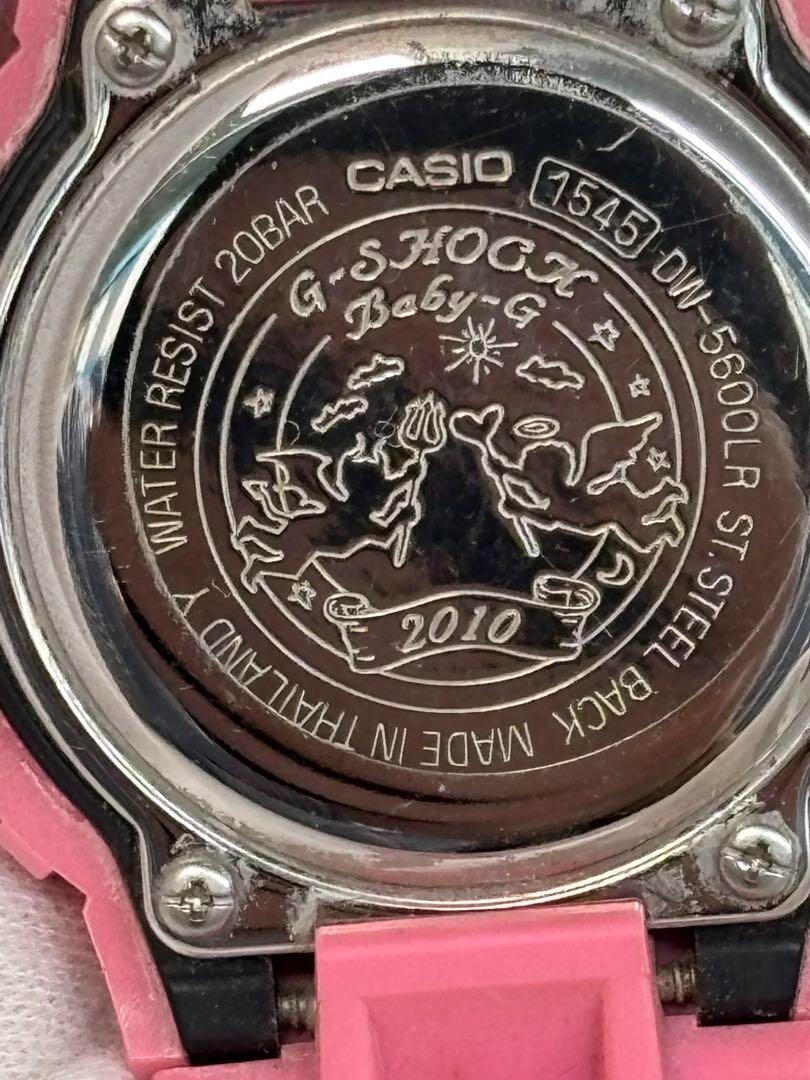 CASIO
1545
DW-5600LR ST.STEEL BACK MADE IN THAILAND Y WATER RESIST 20BAR
G-SHOCK
Baby-G
2010